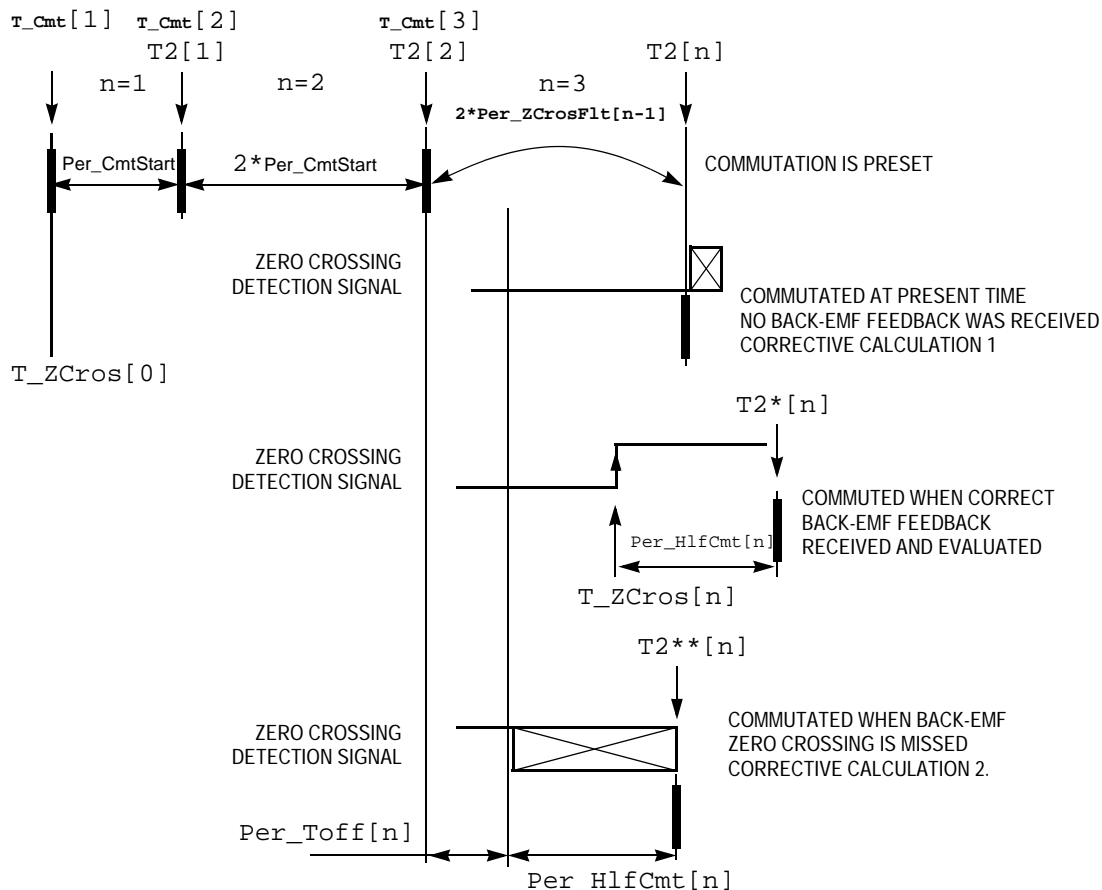 T_Cmt[1] T_Cmt[2] T_Cmt[3]
T2[1] T2[2] T2[n]
n=1 n=2 n=3
2*Per_ZCrosFlt[n-1]
Per_CmtStart 2*Per_CmtStart
COMMUTATION IS PRESET
ZERO CROSSING
DETECTION SIGNAL
COMMUTATED AT PRESENT TIME
NO BACK-EMF FEEDBACK WAS RECEIVED
CORRECTIVE CALCULATION 1
T_ZCros[0]
T2*[n]
ZERO CROSSING
DETECTION SIGNAL
COMMUTED WHEN CORRECT
BACK-EMF FEEDBACK
RECEIVED AND EVALUATED
Per_HlfCmt[n]
T_ZCros[n]
T2**[n]
ZERO CROSSING
DETECTION SIGNAL
COMMUTATED WHEN BACK-EMF
ZERO CROSSING IS MISSED
CORRECTIVE CALCULATION 2.
Per_Toff[n]
Per HlfCmt[n]